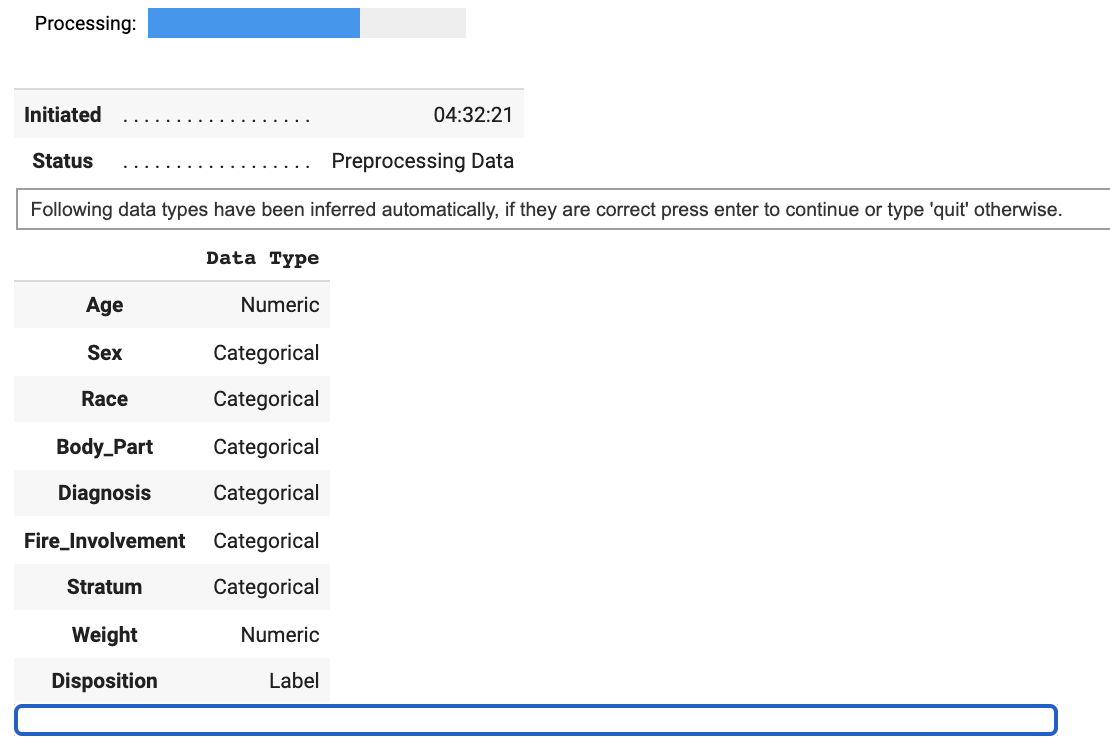 Processing:
Initiated .................. 04:32:21
Status .................. Preprocessing Data
Following data types have been inferred automatically, if they are correct press enter to continue or type 'quit' otherwise.
Data Type
Age Numeric
Sex Categorical
Race Categorical
Body_Part Categorical
Diagnosis Categorical
Fire_Involvement Categorical
Stratum Categorical
Weight Numeric
Disposition Label